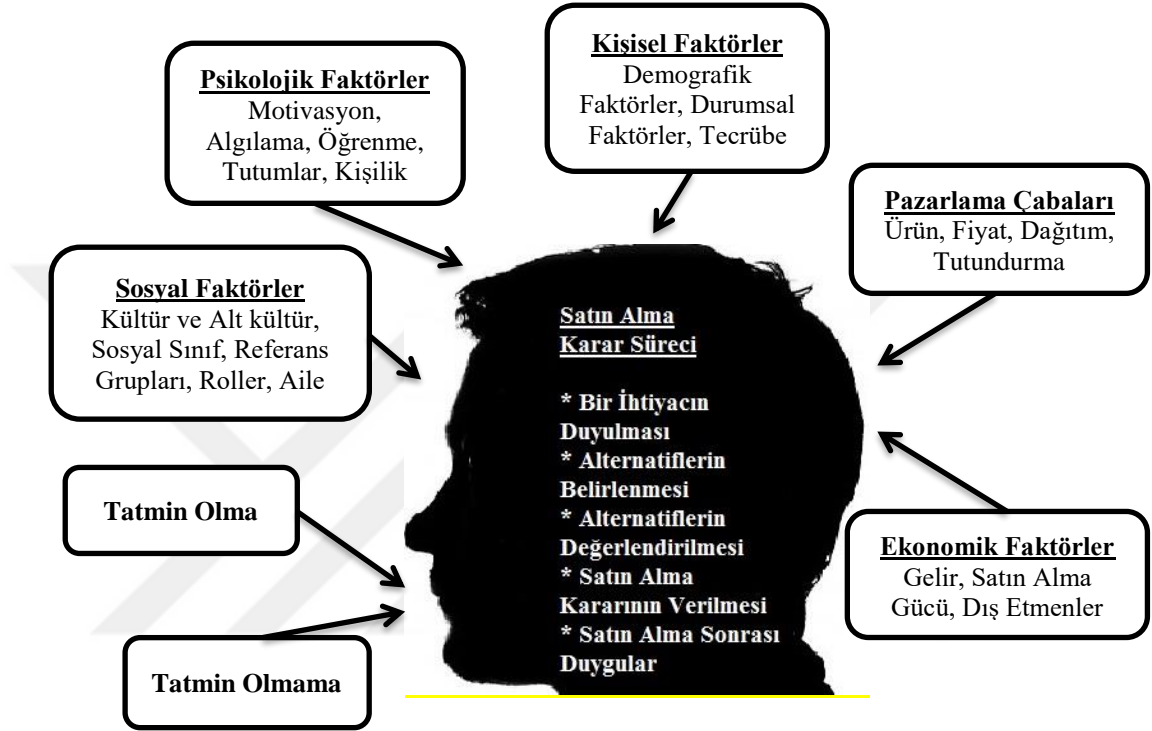 Kişisel Faktörler
Demografik
Faktörler, Durumsal
Faktörler, Tecrübe
Psikolojik Faktörler
Motivasyon,
Algılama, Öğrenme,
Tutumlar, Kişilik
Pazarlama Çabaları
Ürün, Fiyat, Dağıtım,
Tutundurma
Sosyal Faktörler
Kültür ve Alt kültür,
Sosyal Sınıf, Referans
Grupları, Roller, Aile
Satın Alma
Karar Süreci
* Bir İhtiyacın
Duyulması
* Alternatiflerin
Belirlenmesi
* Alternatiflerin
Değerlendirilmesi
* Satın Alma
Kararının Verilmesi
* Satın Alma Sonrası
Duygular
Tatmin Olma
Ekonomik Faktörler
Gelir, Satın Alma
Gücü, Dış Etmenler
Tatmin Olmama